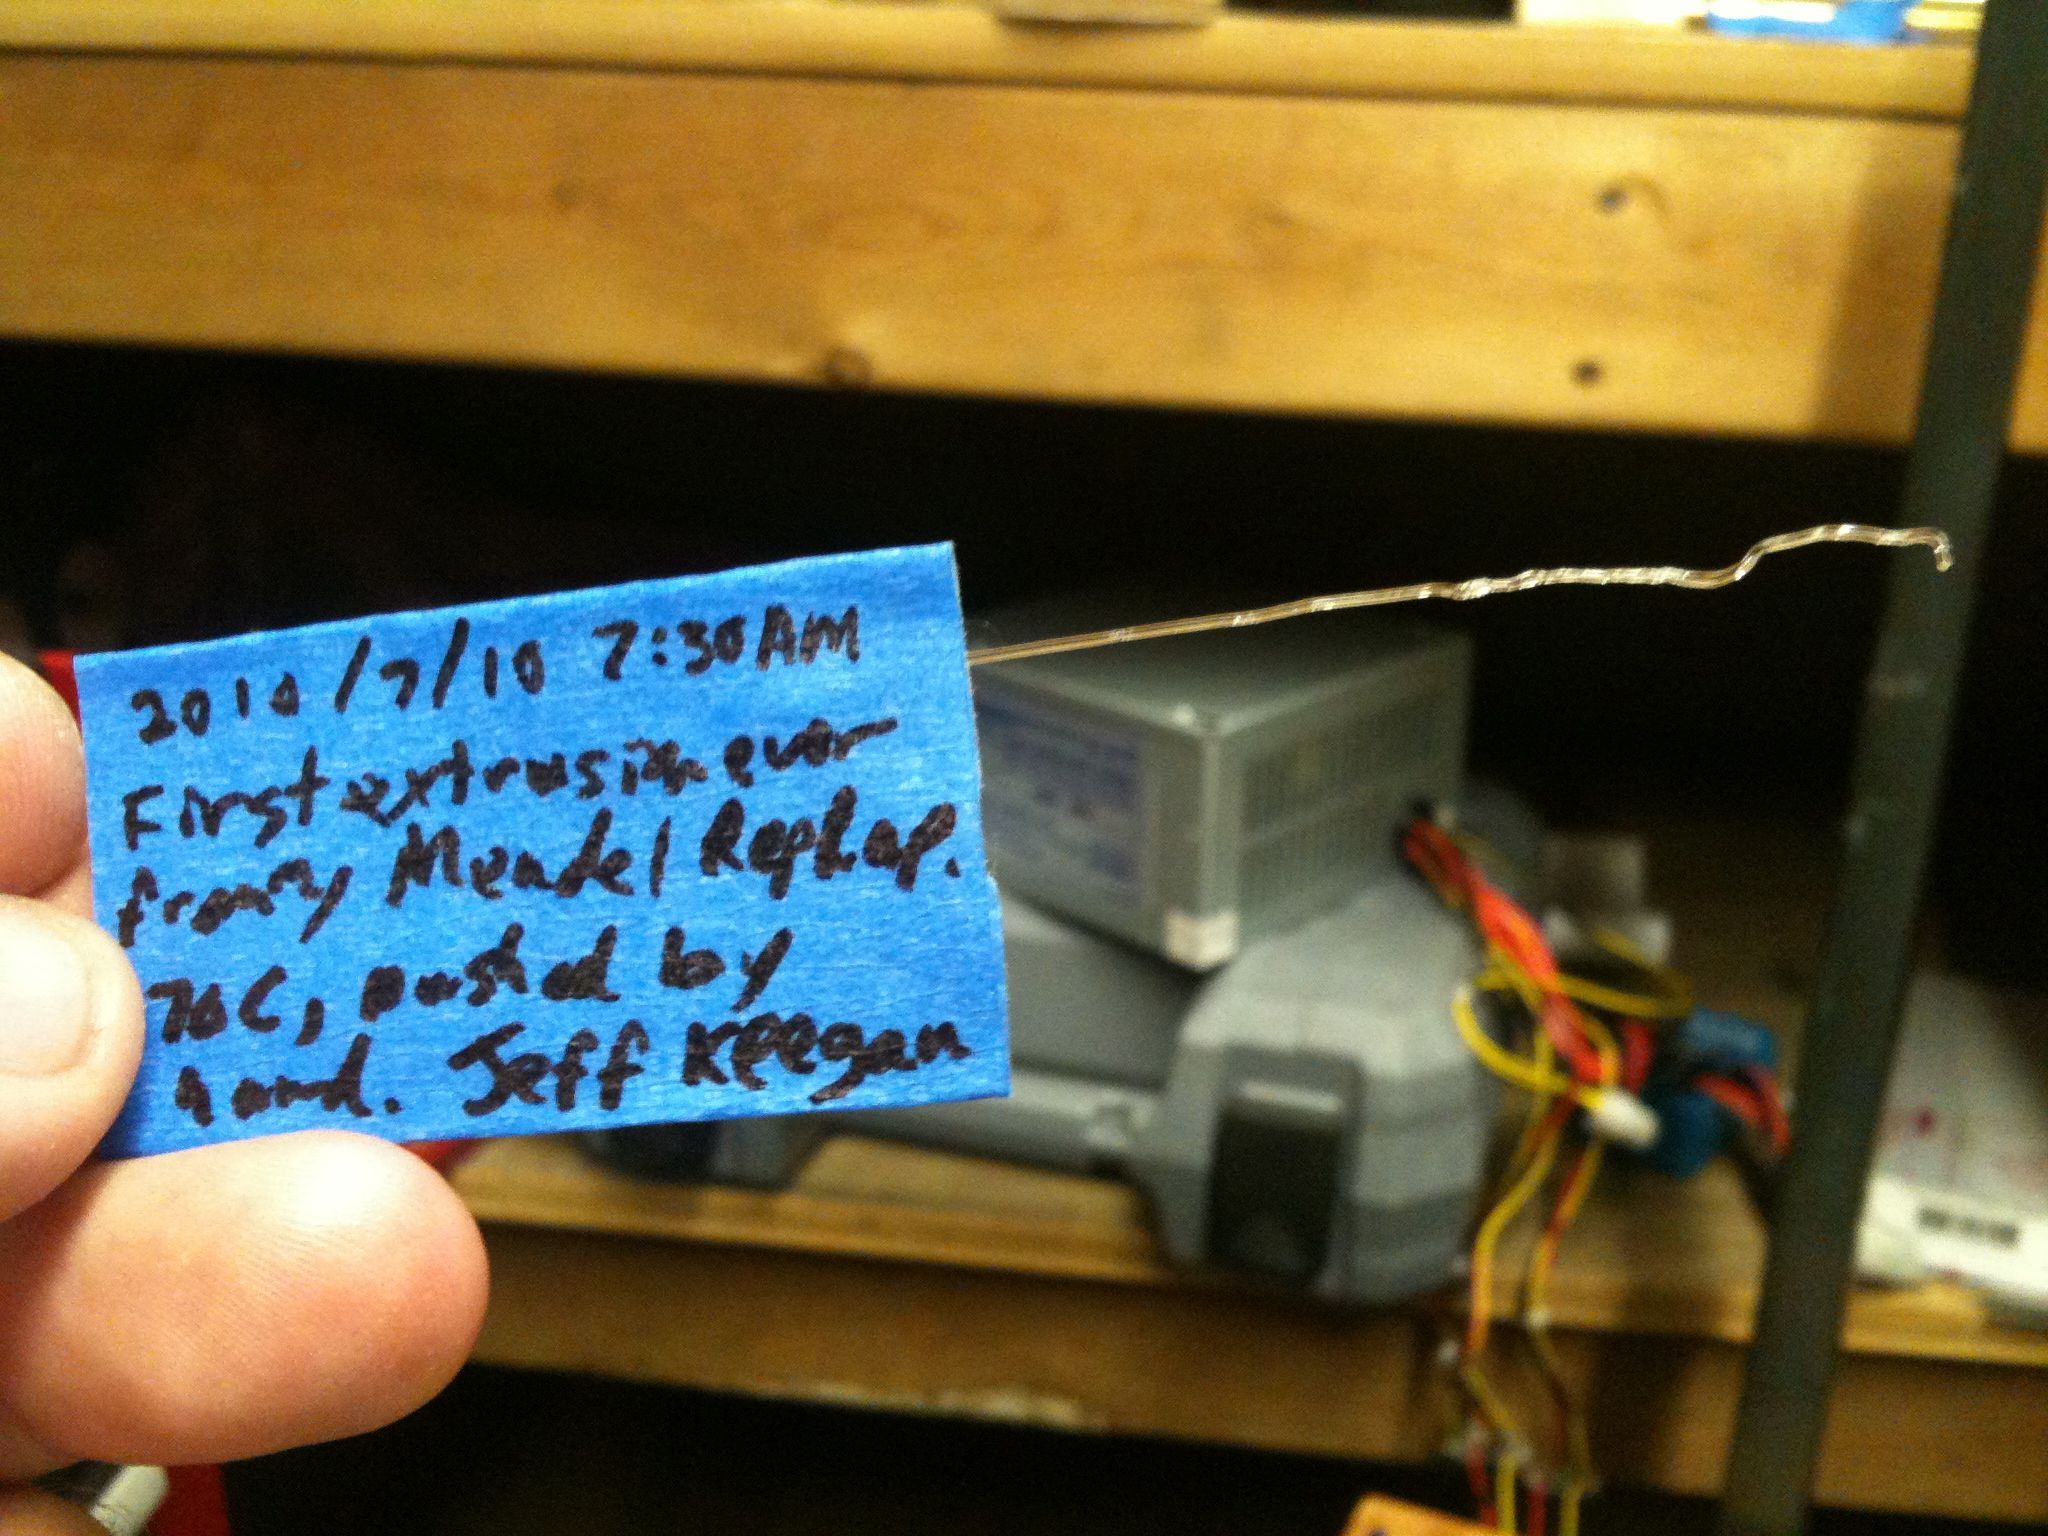 2010/7/10 7:30AM
First extrusion ever
from my Mendel RepRap.
70C, pushed by
hand. Jeff Keegan